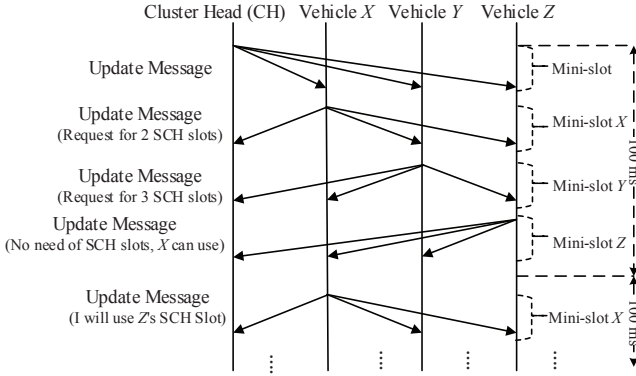 Cluster Head (CH) Vehicle X Vehicle Y Vehicle Z
Update Message
Mini-slot
Update Message
(Request for 2 SCH slots)
Mini-slot X
Update Message
(Request for 3 SCH slots)
Mini-slot Y
100 ms
Update Message
(No need of SCH slots, X can use)
Mini-slot Z
Update Message
(I will use Z's SCH Slot)
Mini-slot X
100 ms